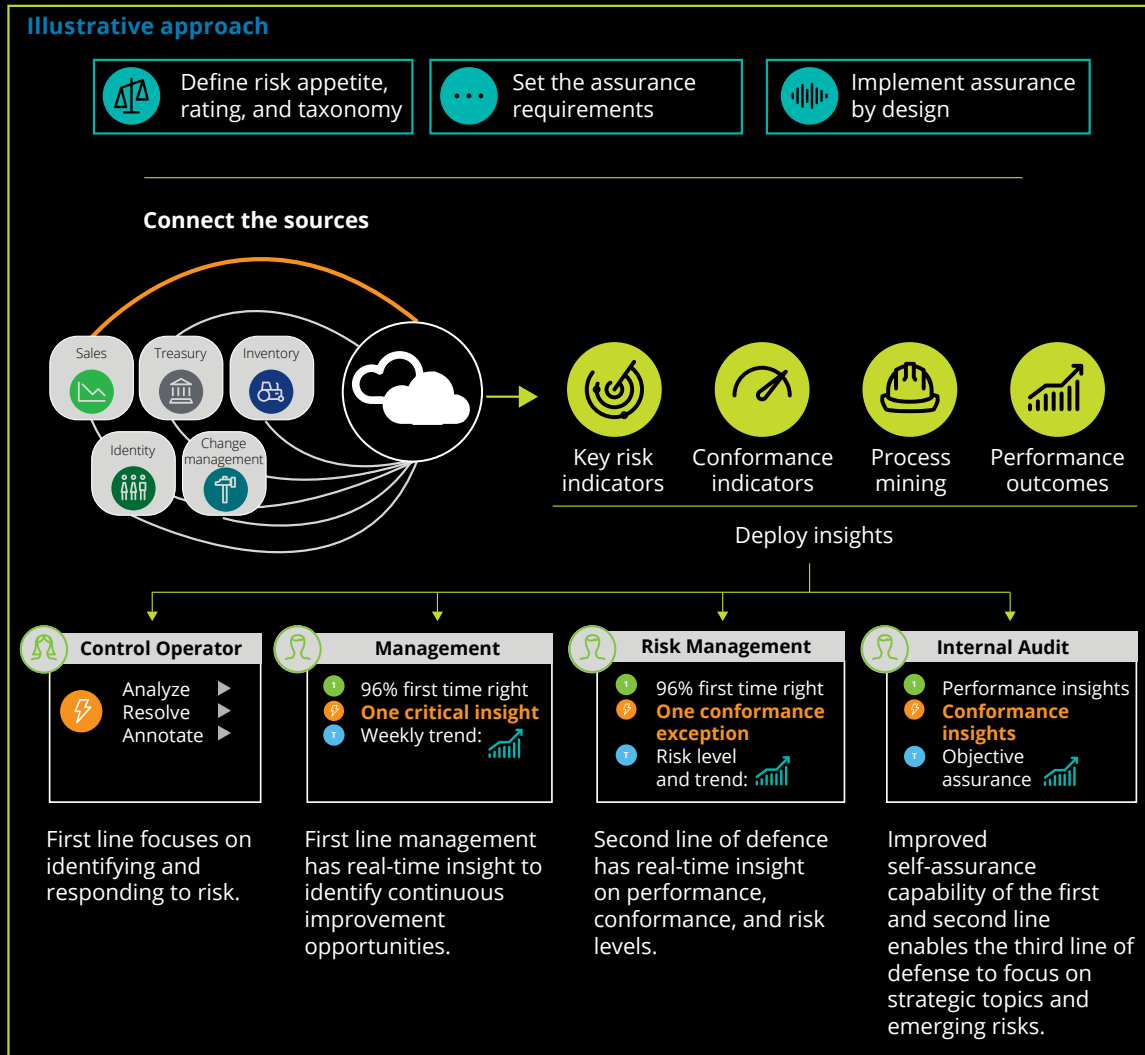 Illustrative approach
Define risk appetite,
rating, and taxonomy
Set the assurance
requirements
Implement assurance
by design
Connect the sources
Sales
Treasury
Inventory
Identity
Change
management
Key risk
indicators
Conformance
indicators
Process
mining
Performance
outcomes
Deploy insights
Control Operator
Analyze
Resolve
Annotate
First line focuses on
identifying and
responding to risk.
Management
1
96% first time right
One critical insight
T
Weekly trend:
First line management
has real-time insight to
identify continuous
improvement
opportunities.
Risk Management
1
96% first time right
One conformance
exception
T
Risk level
and trend:
Second line of defence
has real-time insight
on performance,
conformance, and risk
levels.
Internal Audit
1
Performance insights
Conformance
insights
T
Objective
assurance
Improved
self-assurance
capability of the first
and second line
enables the third line of
defense to focus on
strategic topics and
emerging risks.